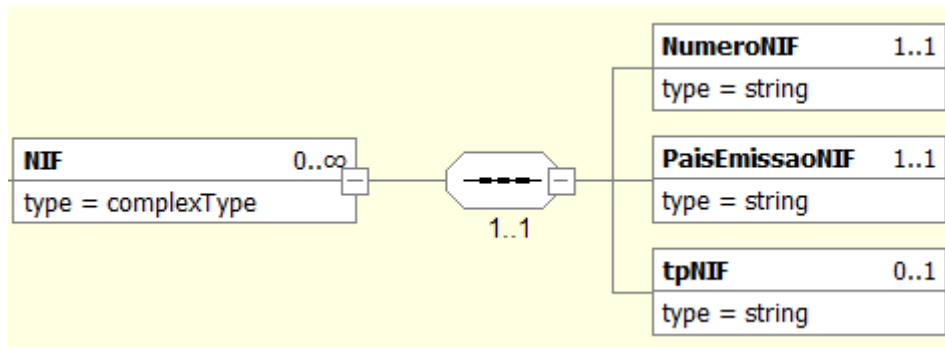 NIF 0..∞
type = complexType
1..1
NumeroNIF 1..1
type = string
PaisEmissaoNIF 1..1
type = string
tpNIF 0..1
type = string